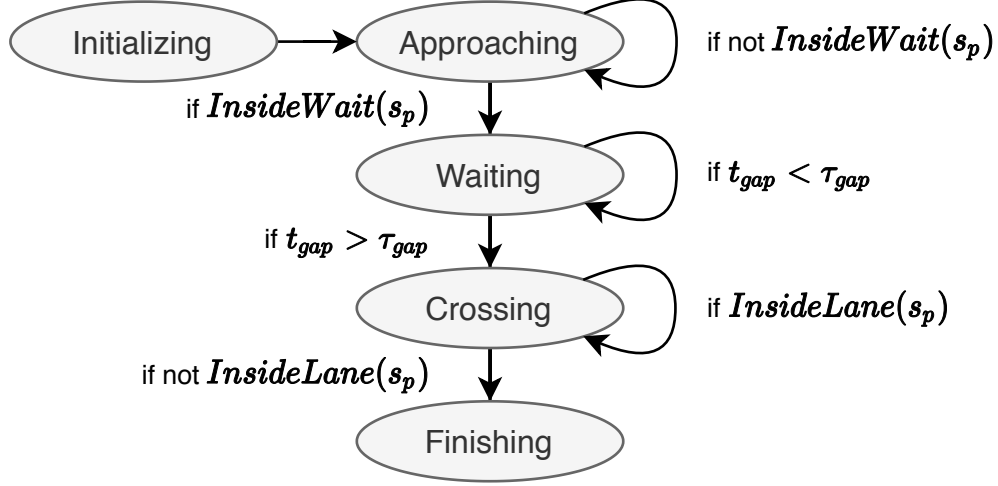 Initializing
Approaching
if not InsideWait(s_p)
if InsideWait(s_p)
Waiting
if t_gap < τ_gap
if t_gap > τ_gap
Crossing
if InsideLane(s_p)
if not InsideLane(s_p)
Finishing